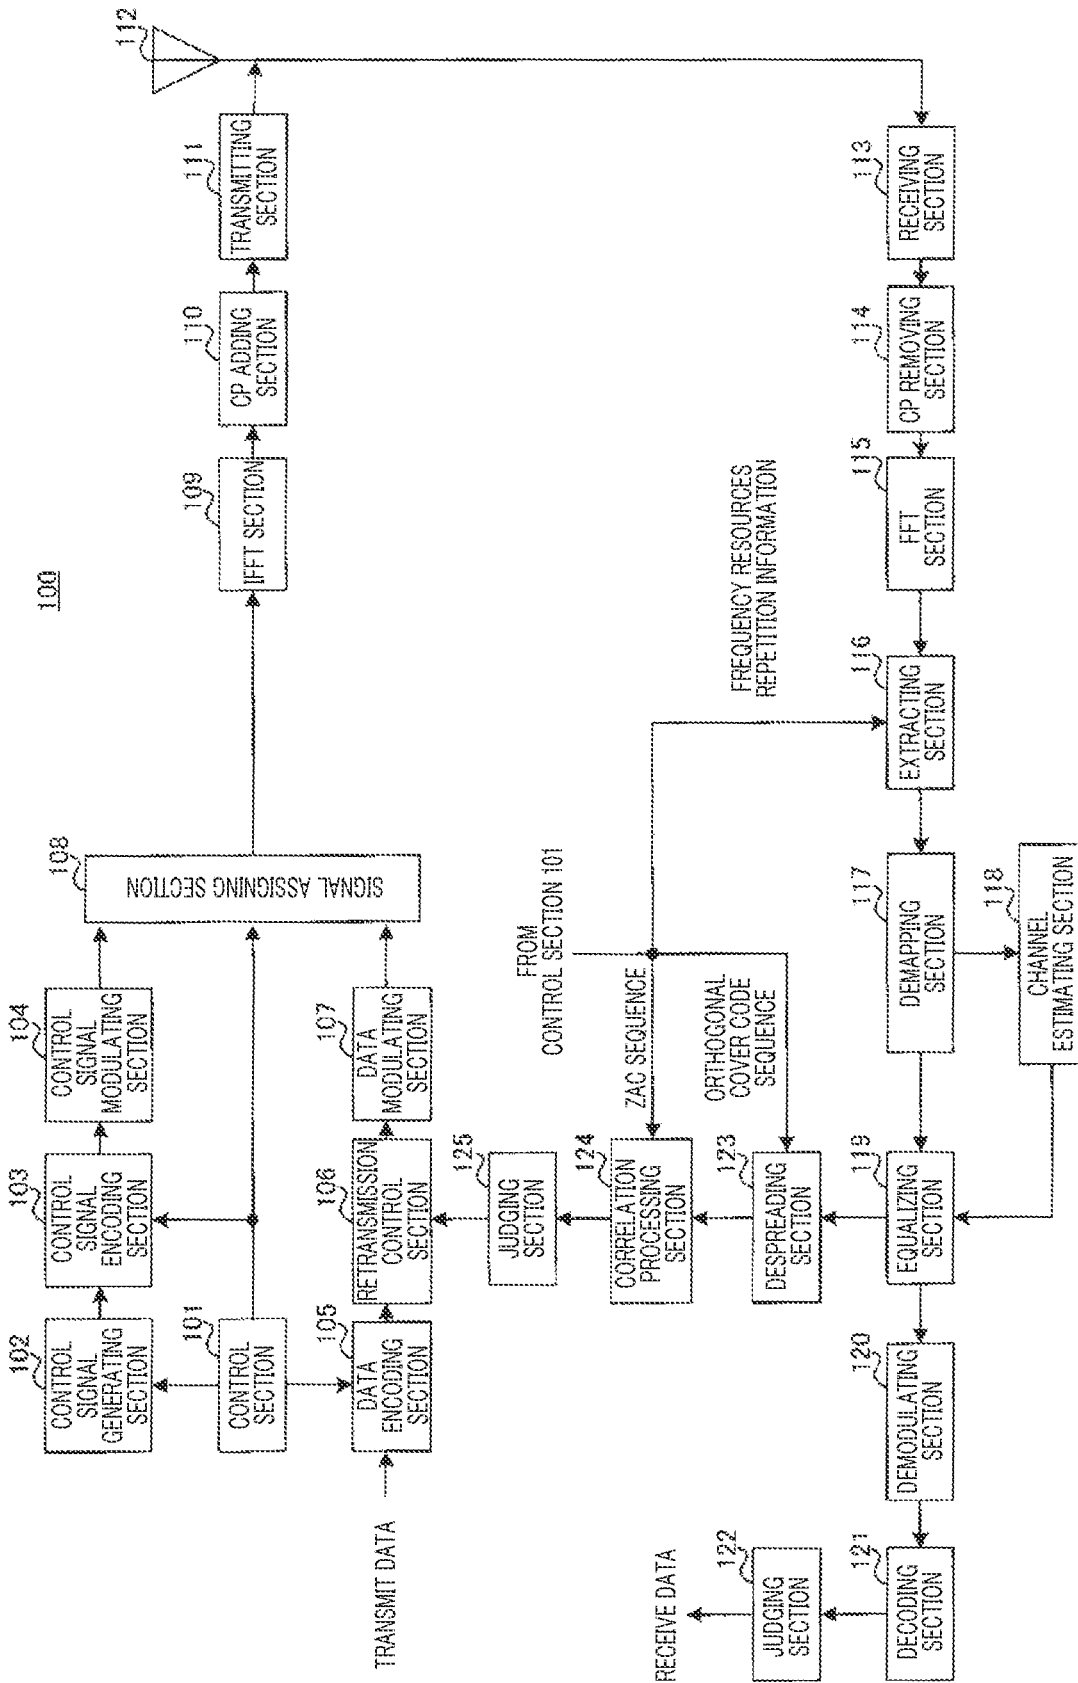 100
102
CONTROL
SIGNAL
GENERATING
SECTION
103
CONTROL
SIGNAL
ENCODING
SECTION
104
CONTROL
SIGNAL
MODULATING
SECTION
101
CONTROL
SECTION
105
DATA
ENCODING
SECTION
106
RETRANSMISSION
CONTROL
SECTION
107
DATA
MODULATING
SECTION
108
SIGNAL ASSIGNING SECTION
109
IFFT SECTION
110
CP ADDING
SECTION
111
TRANSMITTING
SECTION
112
TRANSMIT DATA
125
JUDGING
SECTION
124
CORRELATION
PROCESSING
SECTION
123
DESPREADING
SECTION
FROM
CONTROL SECTION 101
ZAC SEQUENCE
ORTHOGONAL
COVER CODE
SEQUENCE
FREQUENCY RESOURCES
REPETITION INFORMATION
RECEIVE DATA
122
JUDGING
SECTION
121
DECODING
SECTION
120
DEMODULATING
SECTION
119
EQUALIZING
SECTION
117
DEMAPPING
SECTION
118
CHANNEL
ESTIMATING SECTION
116
EXTRACTING
SECTION
115
FFT
SECTION
114
CP REMOVING
SECTION
113
RECEIVING
SECTION